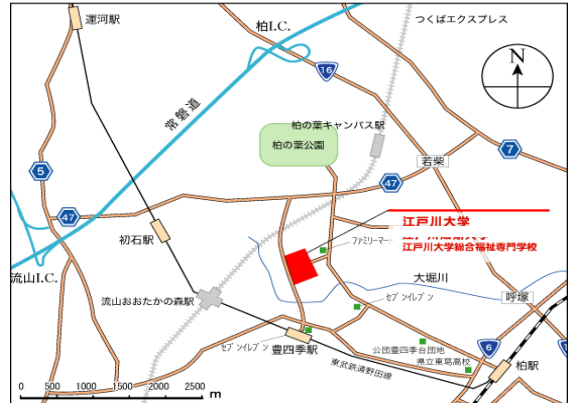 運河駅
柏I.C.
つくばエクスプレス
16
N
常磐道
柏の葉キャンパス駅
柏の葉公園
7
若柴
5
47
47
江戸川大学
ファミリーマート
江戸川大学総合福祉専門学校
初石駅
流山I.C.
大堀川
流山おおたかの森駅
セブンイレブン
呼塚
セブンイレブン
豊四季駅
公団豊四季台団地
県立東葛高校
6
柏駅
東武鉄道野田線
0 500 1000 1500 2000 2500 m